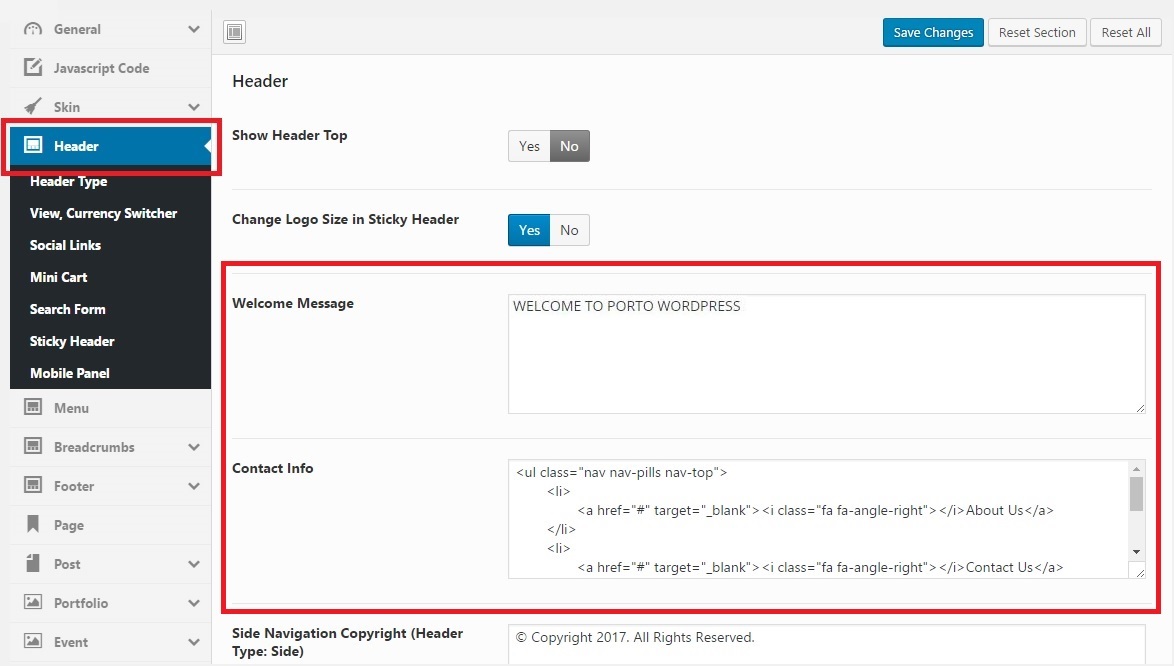 General
Javascript Code
Skin
Header
Header Type
View, Currency Switcher
Social Links
Mini Cart
Search Form
Sticky Header
Mobile Panel
Menu
Breadcrumbs
Footer
Page
Post
Portfolio
Event
Save Changes Reset Section Reset All
Header
Show Header Top Yes No
Change Logo Size in Sticky Header Yes No
Welcome Message WELCOME TO PORTO WORDPRESS
Contact Info <ul class="nav nav-pills nav-top">
<li>
<a href="#" target="_blank"><i class="fa fa-angle-right"></i>About Us</a>
</li>
<li>
<a href="#" target="_blank"><i class="fa fa-angle-right"></i>Contact Us</a>
Side Navigation Copyright (Header © Copyright 2017. All Rights Reserved.
Type: Side)